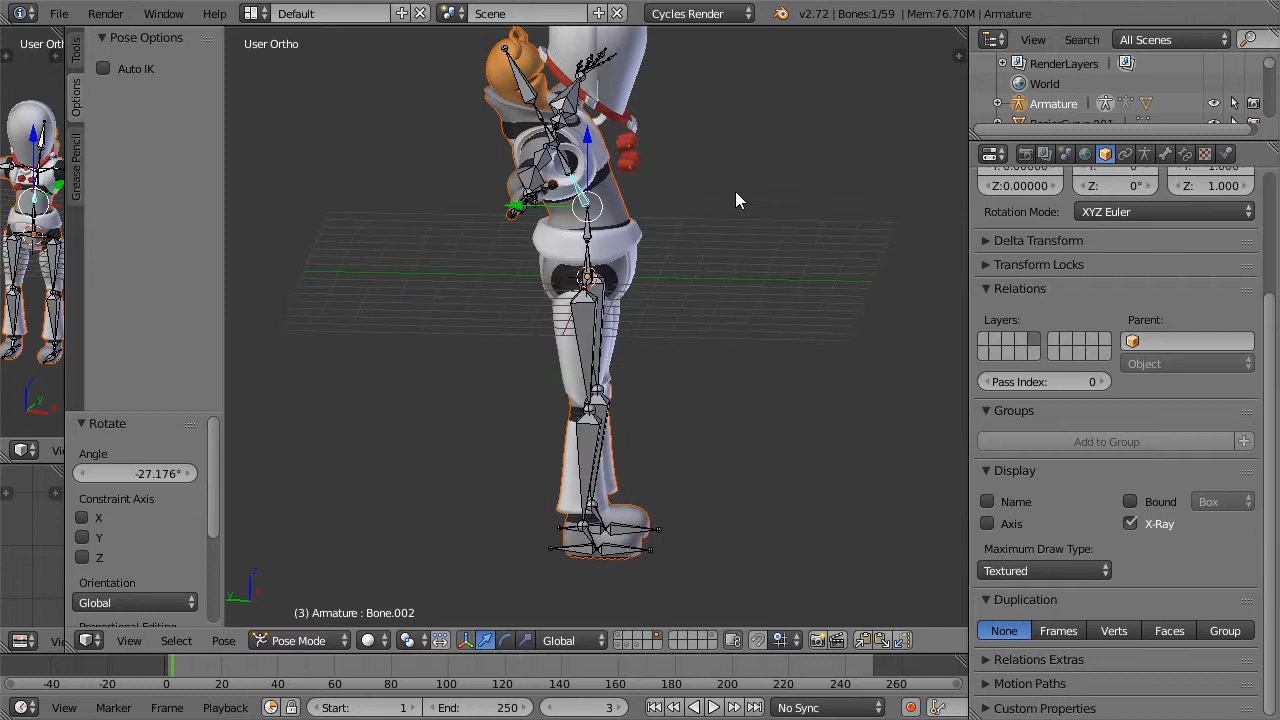 File Render Window Help Default Scene Cycles Render v2.72 | Bones:1/59 | Mem:76.70M | Armature
User Ortho
Pose Options
Auto IK
Tools
Options
Grease Pencil
User Ortho
View Search All Scenes
RenderLayers
World
Armature
Z:0.00000 Z: 0° Z: 1.000
Rotation Mode: XYZ Euler
Delta Transform
Transform Locks
Relations
Layers: Parent:
Object
Pass Index: 0
Groups
Add to Group
Display
Name Bound Box
Axis X-Ray
Maximum Draw Type:
Textured
Duplication
None Frames Verts Faces Group
Relations Extras
Motion Paths
Custom Properties
Rotate
Angle
-27.176°
Constraint Axis
X
Y
Z
Orientation
Global
(3) Armature : Bone.002
View Select Pose Pose Mode Global
-40 -20 0 20 40 60 80 100 120 140 160 180 200 220 240 260
View Marker Frame Playback Start: 1 End: 250 3 No Sync